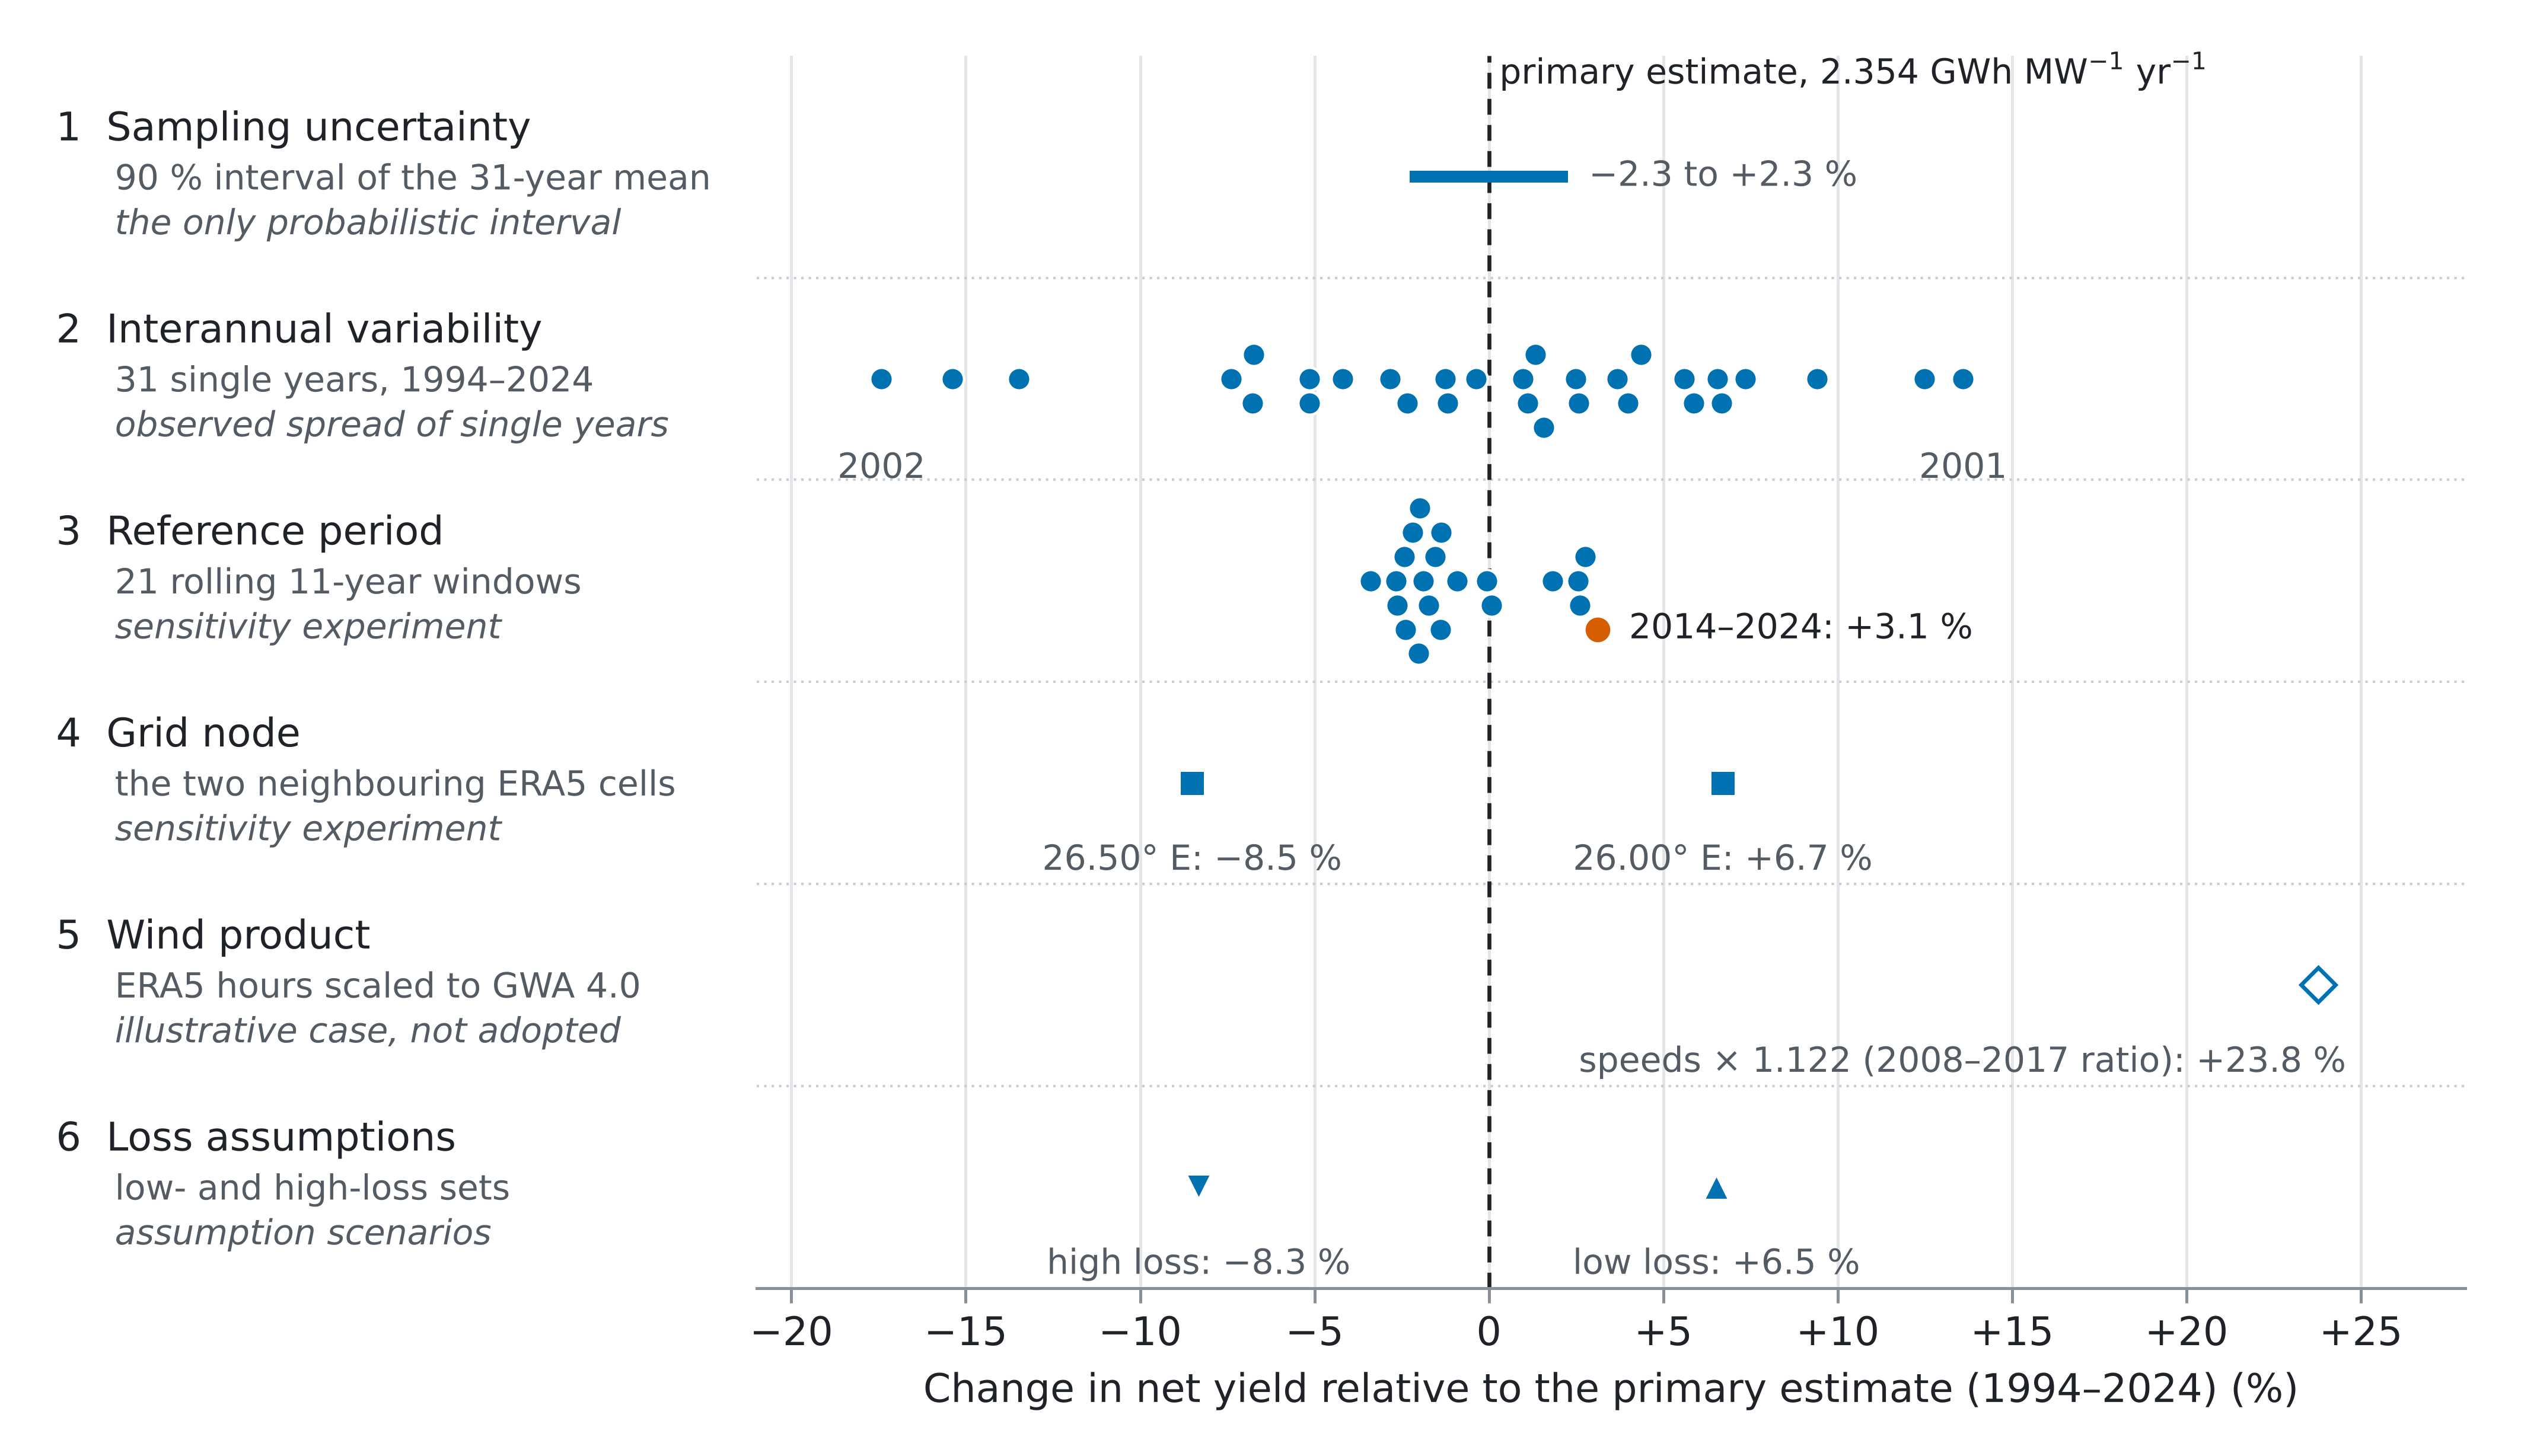 primary estimate, 2.354 GWh MW⁻¹ yr⁻¹
1 Sampling uncertainty
90 % interval of the 31-year mean
the only probabilistic interval
−2.3 to +2.3 %
2 Interannual variability
31 single years, 1994–2024
observed spread of single years
2002
2001
3 Reference period
21 rolling 11-year windows
sensitivity experiment
2014–2024: +3.1 %
4 Grid node
the two neighbouring ERA5 cells
sensitivity experiment
26.50° E: −8.5 %
26.00° E: +6.7 %
5 Wind product
ERA5 hours scaled to GWA 4.0
illustrative case, not adopted
speeds × 1.122 (2008–2017 ratio): +23.8 %
6 Loss assumptions
low- and high-loss sets
assumption scenarios
high loss: −8.3 %
low loss: +6.5 %
−20 −15 −10 −5 0 +5 +10 +15 +20 +25
Change in net yield relative to the primary estimate (1994–2024) (%)